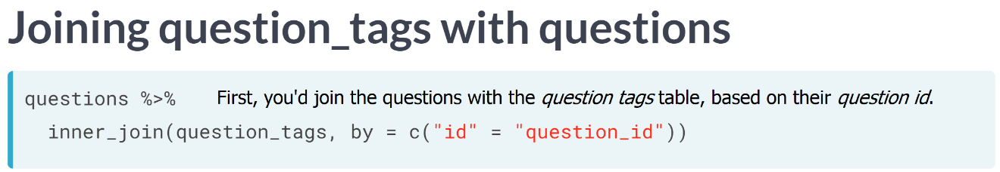 Joining question_tags with questions
questions %>% First, you'd join the questions with the question tags table, based on their question id.
inner_join(question_tags, by = c("id" = "question_id"))